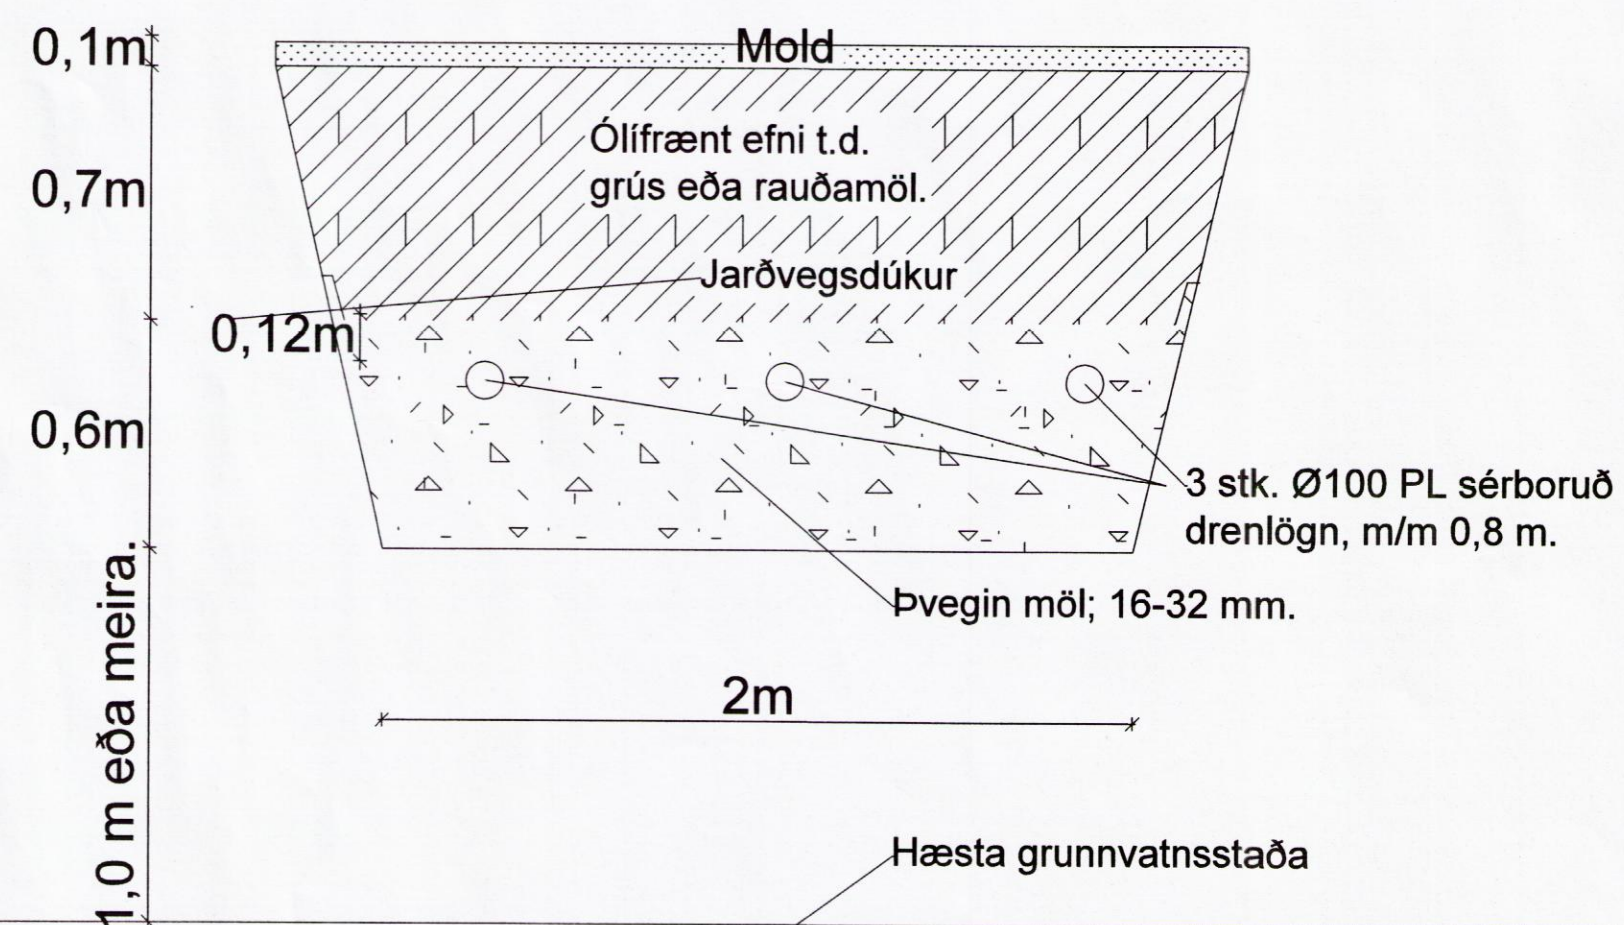 0,1m
Mold
0,7m
Ólífrænt efni t.d.
grús eða rauðamöl.
Jarðvegsdúkur
0,12m
0,6m
3 stk. Ø100 PL sérboruð
drenlögn, m/m 0,8 m.
Þvegin möl; 16-32 mm.
1,0 m eða meira.
2m
Hæsta grunnvatnsstaða